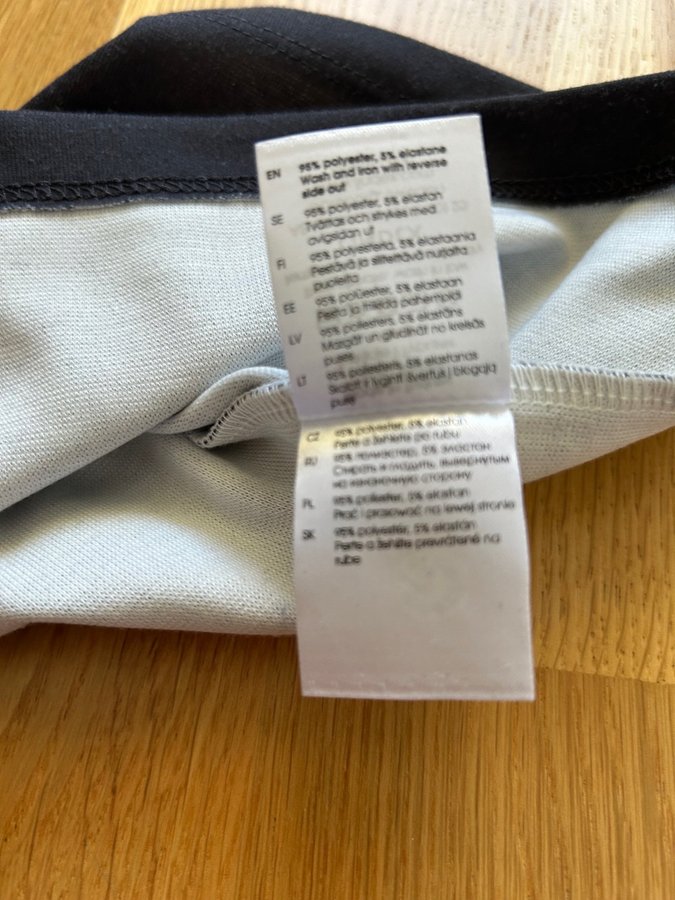 EN 95% polyester, 5% elastane
Wash and iron with reverse
side out
SE 95% polyester, 5% elastan
Tvättas och strykes med
avigsidan ut
FI 95% polyesteria, 5% elastaania
Pestävä ja silitettävä nurjalta
puolelta
EE 95% polüester, 5% elastaan
Pesta ja triikida pahempidi
LV 95% poliesters, 5% elastāns
Mazgāt un gludināt no kreisās
puses
LT 95% poliesteris, 5% elastanas
Skalbti ir lyginti išvertus į blogąją
pusę
CZ 95% polyester, 5% elastan
Perte a žehlete po rubu
RU 95% полиэстер, 5% эластан
Стирать и гладить, вывернутым
на изнаночную сторону
PL 95% poliester, 5% elastan
Prać i prasować na lewej stronie
SK 95% polyester, 5% elastán
Perte a žehlite prevrátené na
rube